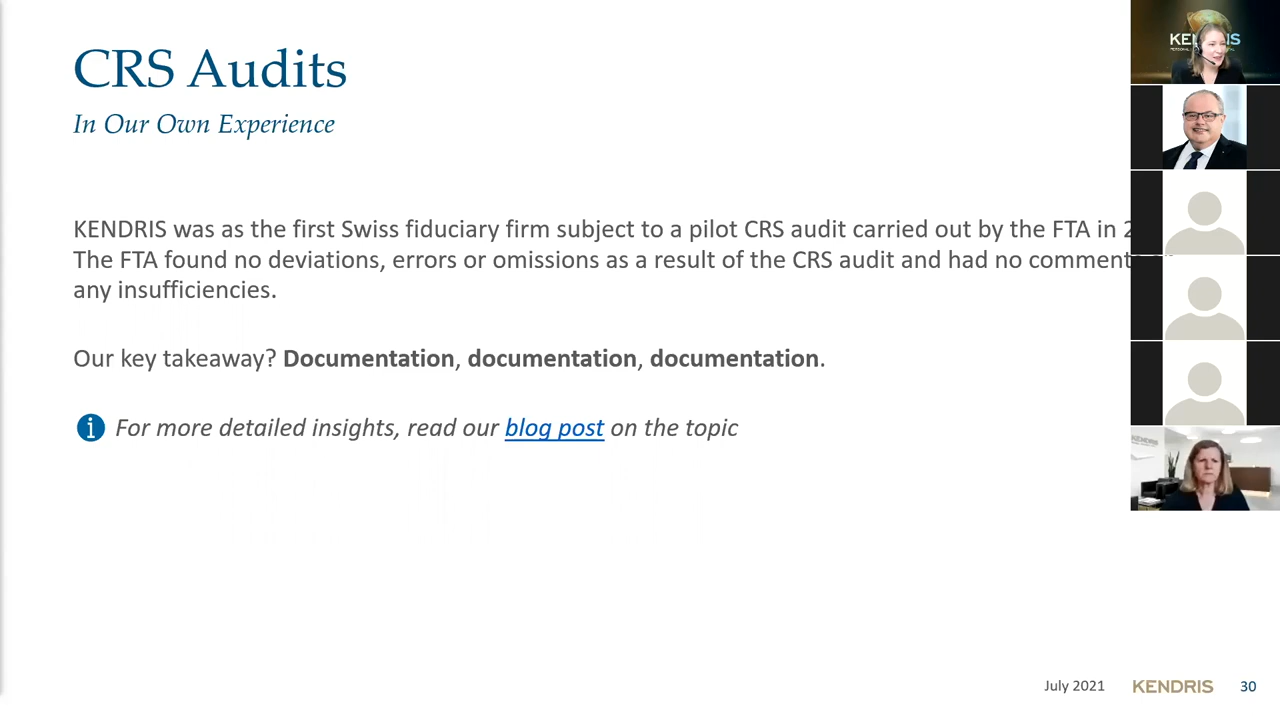 CRS Audits
In Our Own Experience
KENDRIS was as the first Swiss fiduciary firm subject to a pilot CRS audit carried out by the FTA in
The FTA found no deviations, errors or omissions as a result of the CRS audit and had no comment
any insufficiencies.
Our key takeaway? Documentation, documentation, documentation.
i For more detailed insights, read our blog post on the topic
July 2021 KENDRIS 30